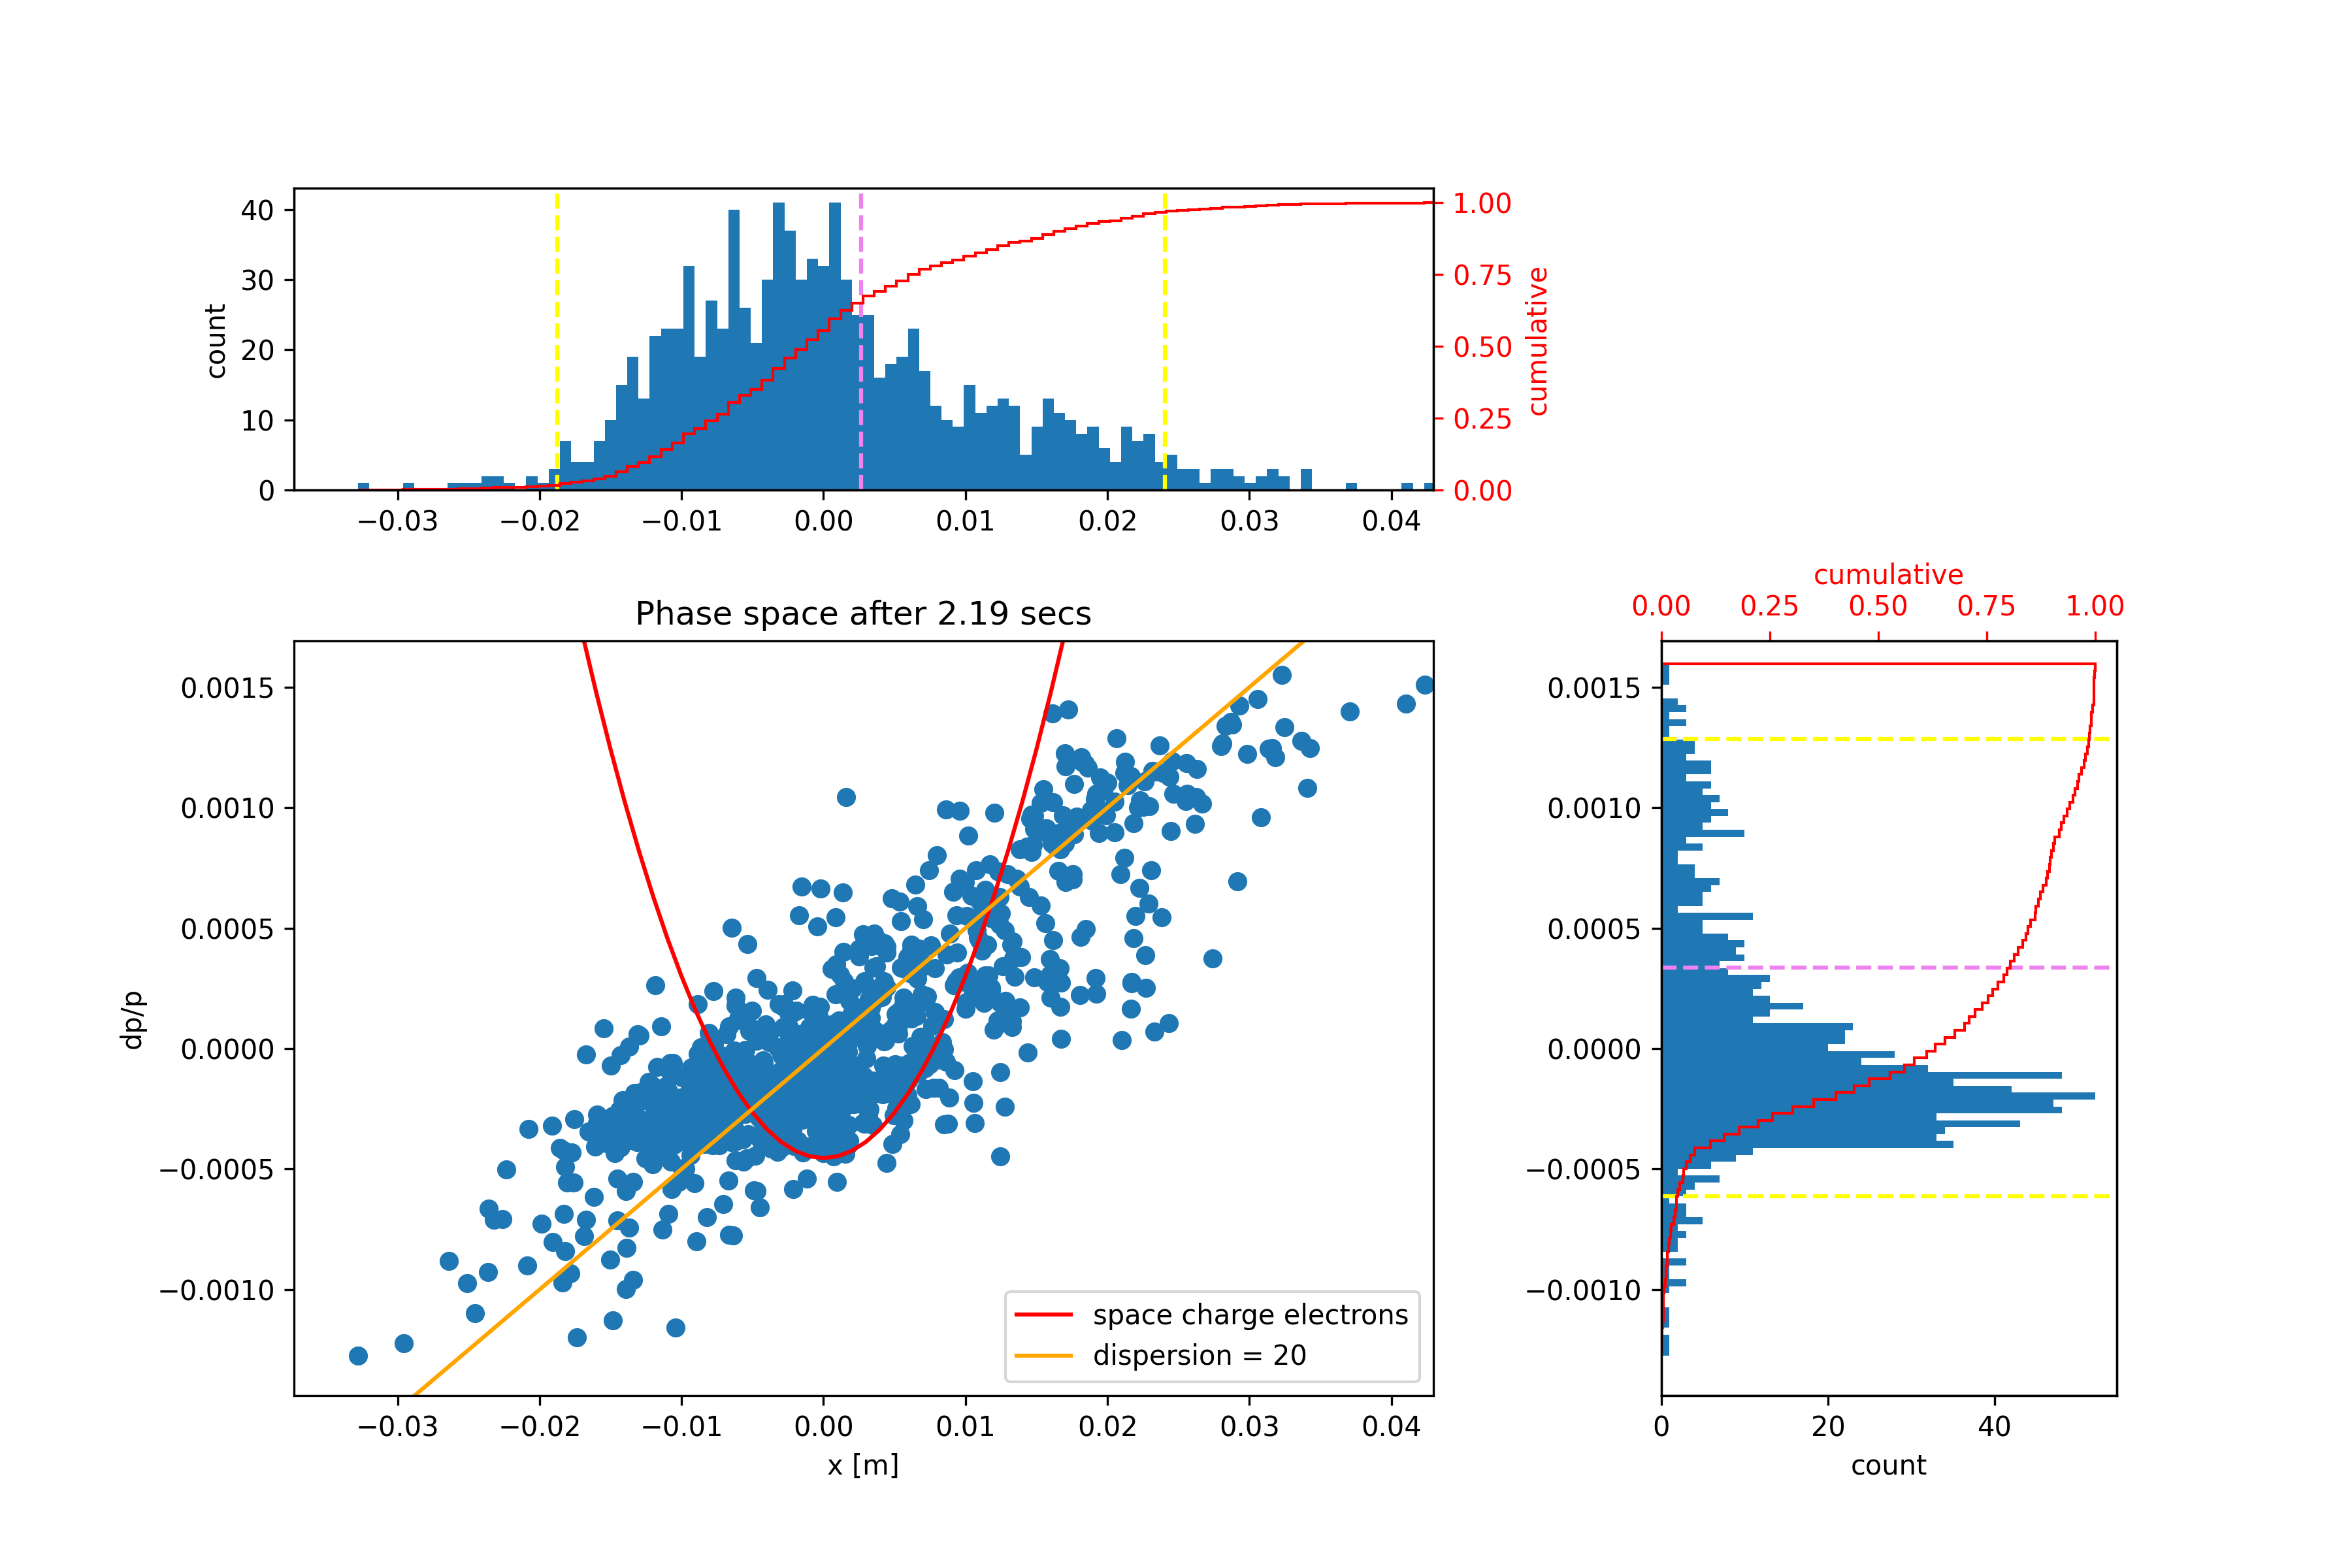 40
30
20
10
0
count
1.00
0.75
0.50
0.25
0.00
cumulative
−0.03 −0.02 −0.01 0.00 0.01 0.02 0.03 0.04
Phase space after 2.19 secs
0.0015
0.0010
0.0005
0.0000
−0.0005
−0.0010
dp/p
space charge electrons
dispersion = 20
−0.03 −0.02 −0.01 0.00 0.01 0.02 0.03 0.04
x [m]
cumulative
0.00 0.25 0.50 0.75 1.00
0.0015
0.0010
0.0005
0.0000
−0.0005
−0.0010
0 20 40
count